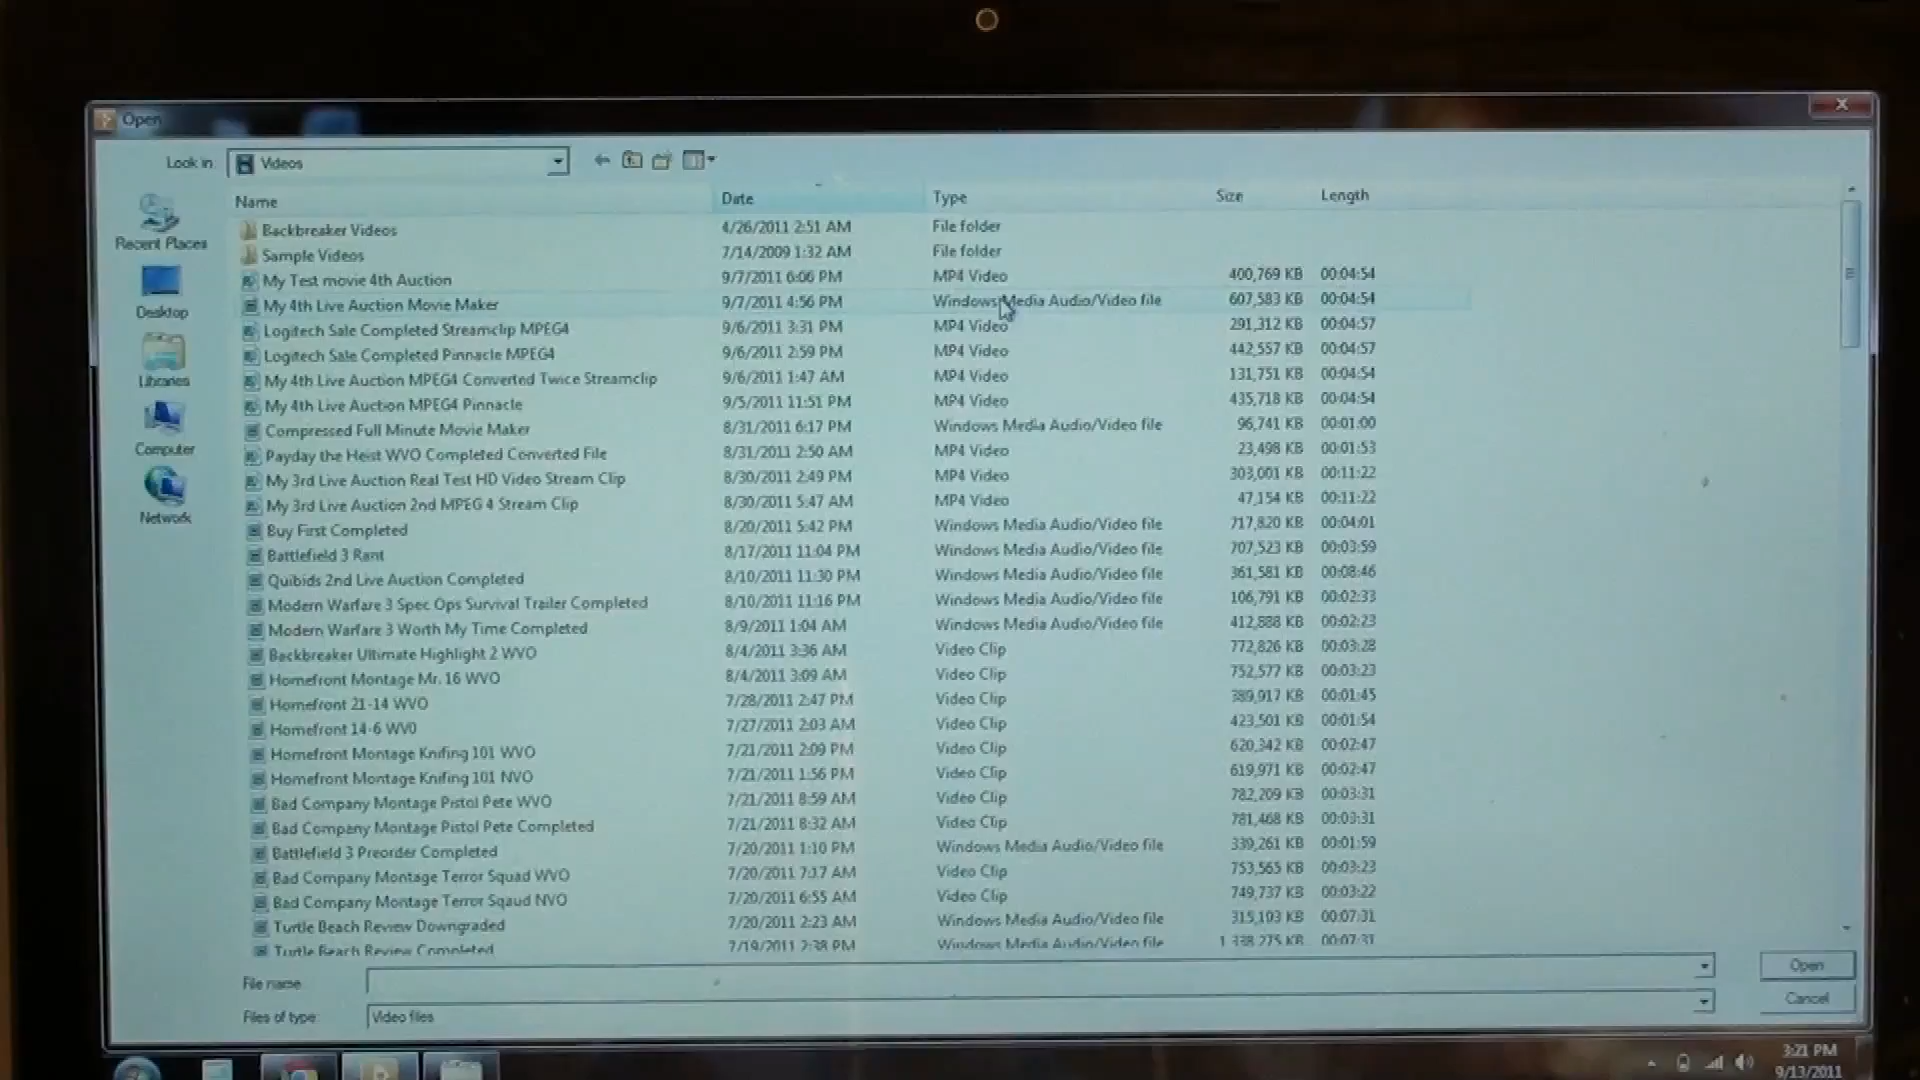 Open
Look in: Videos
Name Date Type Size Length
Recent Places
Desktop
Libraries
Computer
Network
Backbreaker Videos 4/26/2011 2:51 AM File folder
Sample Videos 7/14/2009 1:32 AM File folder
My Test movie 4th Auction 9/7/2011 6:06 PM MP4 Video 400,769 KB 00:04:54
My 4th Live Auction Movie Maker 9/7/2011 4:56 PM Windows Media Audio/Video file 607,583 KB 00:04:54
Logitech Sale Completed Streamclip MPEG4 9/6/2011 3:31 PM MP4 Video 291,312 KB 00:04:57
Logitech Sale Completed Pinnacle MPEG4 9/6/2011 2:59 PM MP4 Video 442,557 KB 00:04:57
My 4th Live Auction MPEG4 Converted Twice Streamclip 9/6/2011 1:47 AM MP4 Video 131,751 KB 00:04:54
My 4th Live Auction MPEG4 Pinnacle 9/5/2011 11:51 PM MP4 Video 435,718 KB 00:04:54
Compressed Full Minute Movie Maker 8/31/2011 6:17 PM Windows Media Audio/Video file 96,741 KB 00:01:00
Payday the Heist WVO Completed Converted File 8/31/2011 2:50 AM MP4 Video 23,498 KB 00:01:53
My 3rd Live Auction Real Test HD Video Stream Clip 8/30/2011 2:49 PM MP4 Video 303,001 KB 00:11:22
My 3rd Live Auction 2nd MPEG 4 Stream Clip 8/30/2011 5:47 AM MP4 Video 47,154 KB 00:11:22
Buy First Completed 8/20/2011 5:42 PM Windows Media Audio/Video file 717,820 KB 00:04:01
Battlefield 3 Rant 8/17/2011 11:04 PM Windows Media Audio/Video file 707,523 KB 00:03:59
Quibids 2nd Live Auction Completed 8/10/2011 11:30 PM Windows Media Audio/Video file 361,581 KB 00:08:46
Modern Warfare 3 Spec Ops Survival Trailer Completed 8/10/2011 11:16 PM Windows Media Audio/Video file 106,791 KB 00:02:33
Modern Warfare 3 Worth My Time Completed 8/9/2011 1:04 AM Windows Media Audio/Video file 412,888 KB 00:02:23
Backbreaker Ultimate Highlight 2 WVO 8/4/2011 3:36 AM Video Clip 772,826 KB 00:03:28
Homefront Montage Mr. 16 WVO 8/4/2011 3:09 AM Video Clip 752,577 KB 00:03:23
Homefront 21-14 WVO 7/28/2011 2:47 PM Video Clip 389,917 KB 00:01:45
Homefront 14-6 WV0 7/27/2011 2:03 AM Video Clip 423,501 KB 00:01:54
Homefront Montage Knifing 101 WVO 7/21/2011 2:09 PM Video Clip 620,342 KB 00:02:47
Homefront Montage Knifing 101 NVO 7/21/2011 1:56 PM Video Clip 619,971 KB 00:02:47
Bad Company Montage Pistol Pete WVO 7/21/2011 8:59 AM Video Clip 782,209 KB 00:03:31
Bad Company Montage Pistol Pete Completed 7/21/2011 8:32 AM Video Clip 781,468 KB 00:03:31
Battlefield 3 Preorder Completed 7/20/2011 1:10 PM Windows Media Audio/Video file 339,261 KB 00:01:59
Bad Company Montage Terror Squad WVO 7/20/2011 7:17 AM Video Clip 753,565 KB 00:03:23
Bad Company Montage Terror Sqaud NVO 7/20/2011 6:55 AM Video Clip 749,737 KB 00:03:22
Turtle Beach Review Downgraded 7/20/2011 2:23 AM Windows Media Audio/Video file 315,193 KB 00:07:31
Turtle Beach Review Completed 7/19/2011 2:38 PM Windows Media Audio/Video file 1,338,275 KB 00:07:31
File name: Open
Files of type: Video files Cancel
3:21 PM
9/13/2011